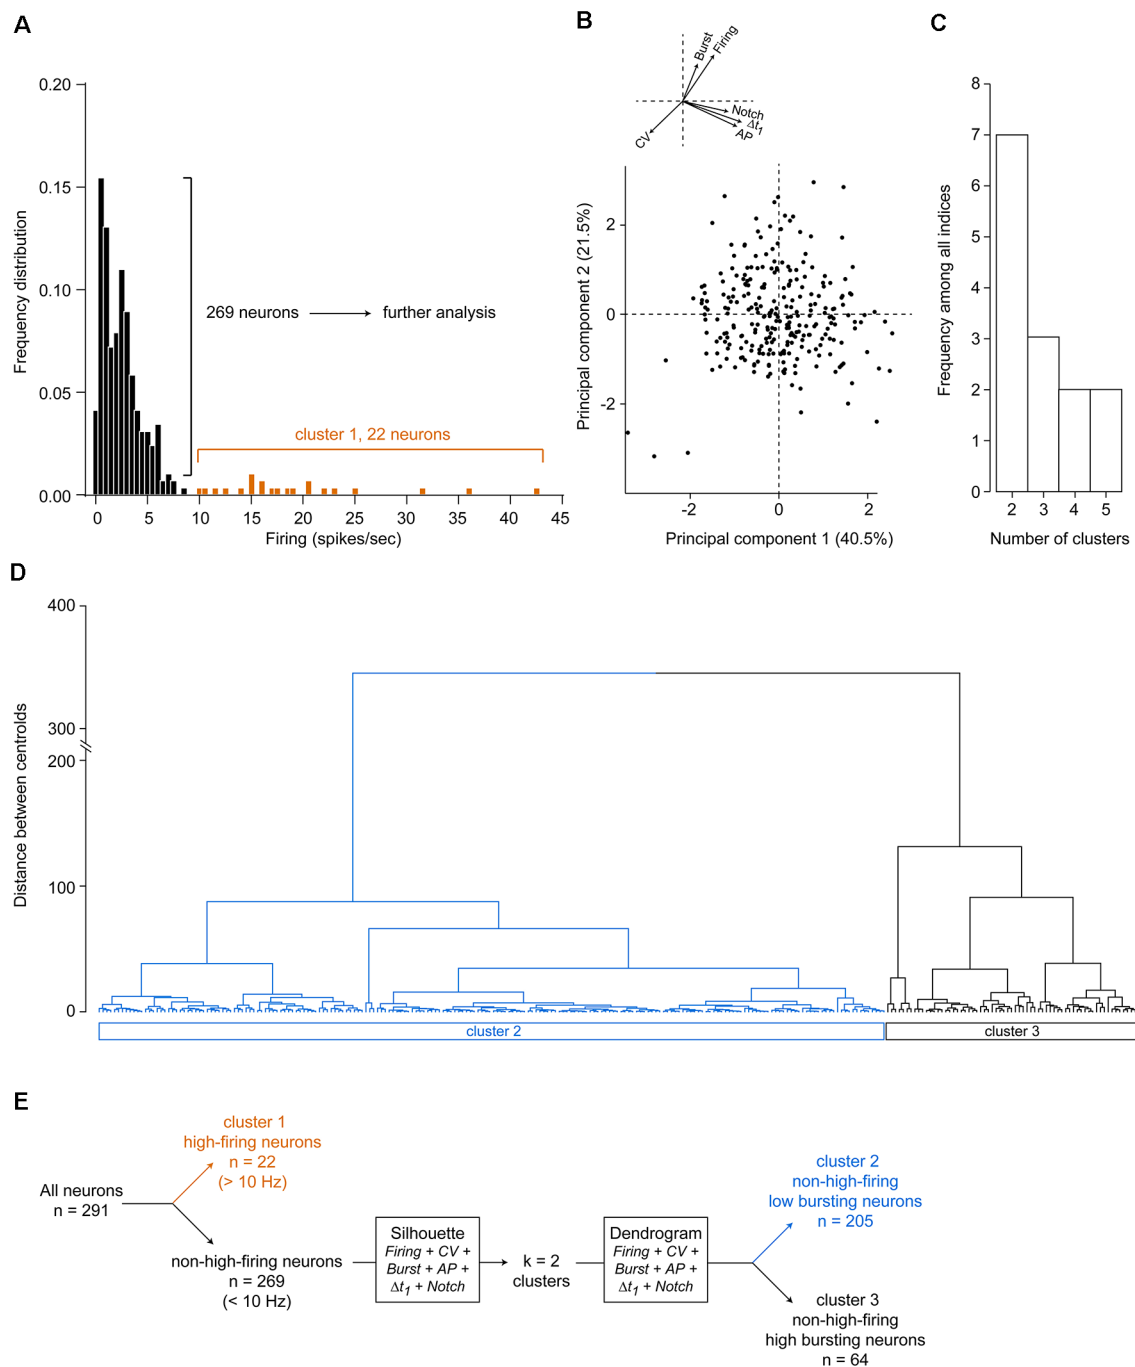 A
0.20
0.15
0.10
0.05
0.00
Frequency distribution
269 neurons
further analysis
cluster 1, 22 neurons
0 5 10 15 20 25 30 35 40 45
Firing (spikes/sec)
B
Burst
Firing
Notch
Δt1
AP
CV
2
0
-2
Principal component 2 (21.5%)
-2 0 2
Principal component 1 (40.5%)
C
8
7
6
5
4
3
2
1
0
Frequency among all indices
2 3 4 5
Number of clusters
D
400
300
200
100
0
Distance between centrolds
cluster 2
cluster 3
E
All neurons
n = 291
cluster 1
high-firing neurons
n = 22
(> 10 Hz)
non-high-firing neurons
n = 269
(< 10 Hz)
Silhouette
Firing + CV +
Burst + AP +
Δt1 + Notch
k = 2
clusters
Dendrogram
Firing + CV +
Burst + AP +
Δt1 + Notch
cluster 2
non-high-firing
low bursting neurons
n = 205
cluster 3
non-high-firing
high bursting neurons
n = 64